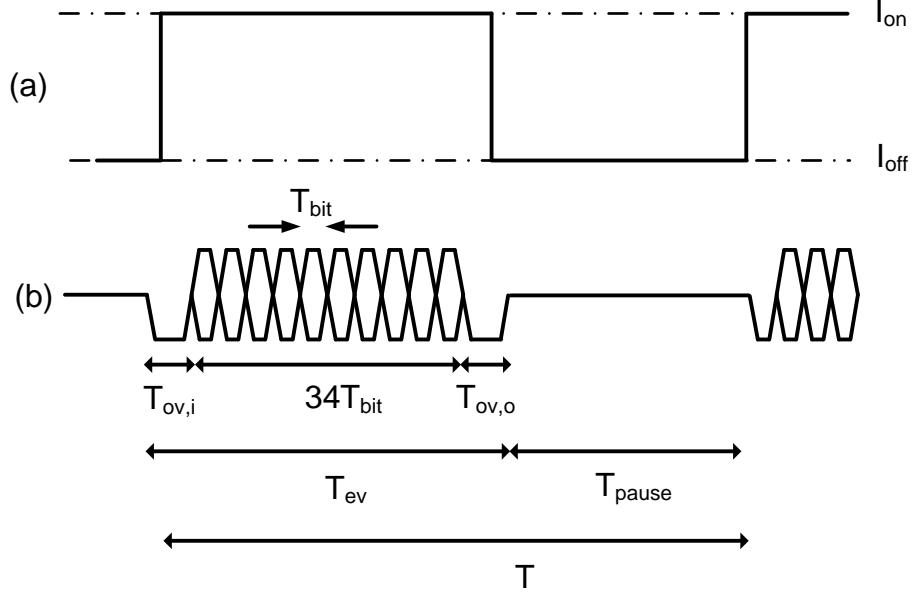 I_on
(a)
I_off
T_bit
(b)
T_ov,i
34T_bit
T_ov,o
T_ev
T_pause
T